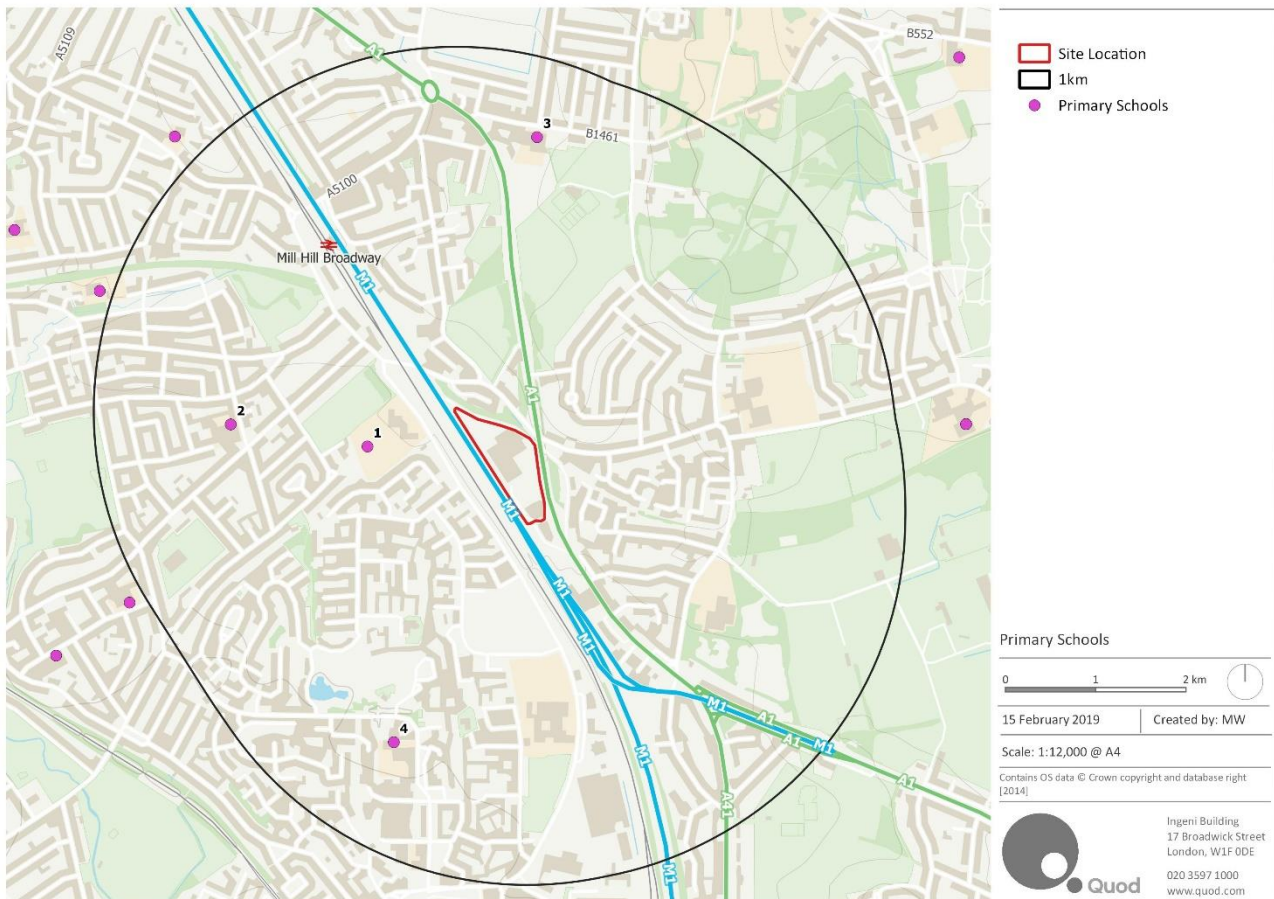 A5109
A1
B552
3
B1461
A5100
Mill Hill Broadway
M1
A1
2
1
M1
M1
M1
4
M1
A1
A1
M1
A1
M1
A41
M1
Site Location
1km
Primary Schools
Primary Schools
0 1 2 km
15 February 2019 Created by: MW
Scale: 1:12,000 @ A4
Contains OS data © Crown copyright and database right
[2014]
Quod
Ingeni Building
17 Broadwick Street
London, W1F 0DE
020 3597 1000
www.quod.com